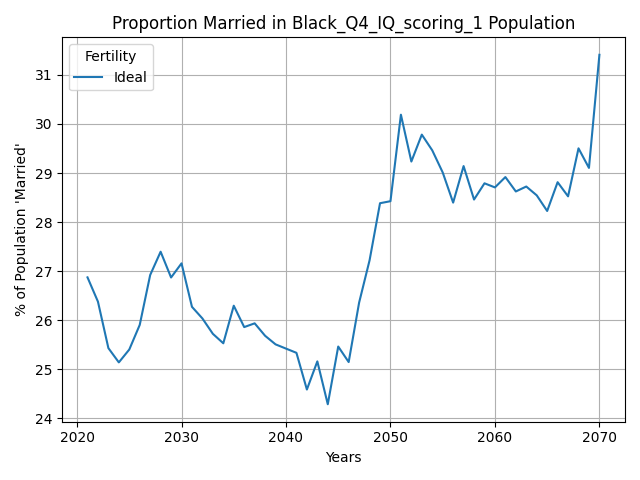 Proportion Married in Black_Q4_IQ_scoring_1 Population
Fertility
Ideal
% of Population 'Married'
31
30
29
28
27
26
25
24
2020
2030
2040
2050
2060
2070
Years